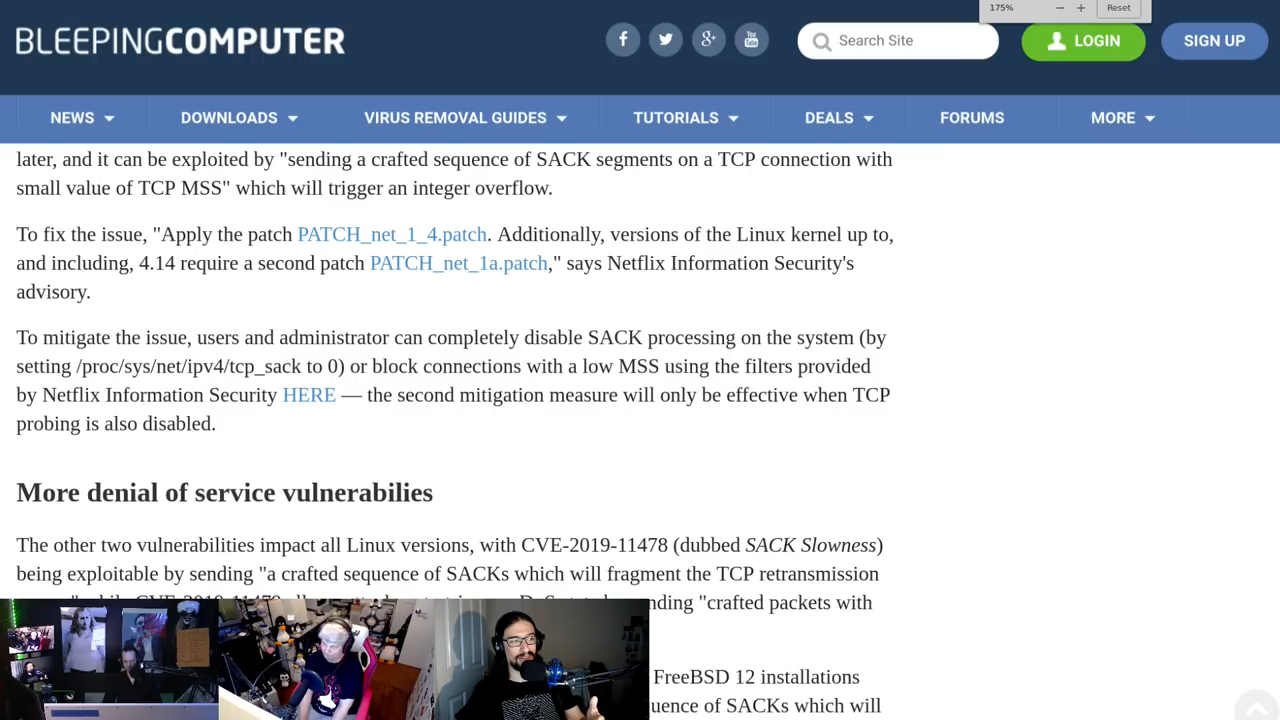 175%
Reset
BLEEPINGCOMPUTER
Search Site
LOGIN
SIGN UP
NEWS
DOWNLOADS
VIRUS REMOVAL GUIDES
TUTORIALS
DEALS
FORUMS
MORE
later, and it can be exploited by "sending a crafted sequence of SACK segments on a TCP connection with
small value of TCP MSS" which will trigger an integer overflow.
To fix the issue, "Apply the patch PATCH_net_1_4.patch. Additionally, versions of the Linux kernel up to,
and including, 4.14 require a second patch PATCH_net_1a.patch," says Netflix Information Security's
advisory.
To mitigate the issue, users and administrator can completely disable SACK processing on the system (by
setting /proc/sys/net/ipv4/tcp_sack to 0) or block connections with a low MSS using the filters provided
by Netflix Information Security HERE — the second mitigation measure will only be effective when TCP
probing is also disabled.
More denial of service vulnerabilies
The other two vulnerabilities impact all Linux versions, with CVE-2019-11478 (dubbed SACK Slowness)
being exploitable by sending "a crafted sequence of SACKs which will fragment the TCP retransmission
"crafted packets with
FreeBSD 12 installations
of SACKs which will